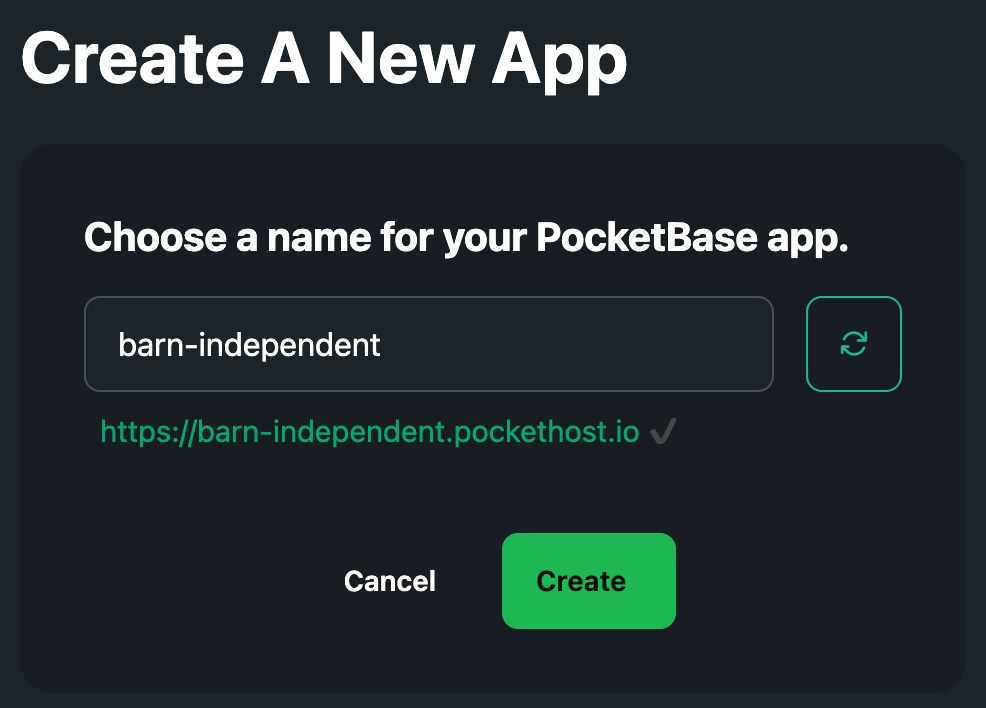 Create A New App
Choose a name for your PocketBase app.
barn-independent
https://barn-independent.pockethost.io ✔
Cancel
Create